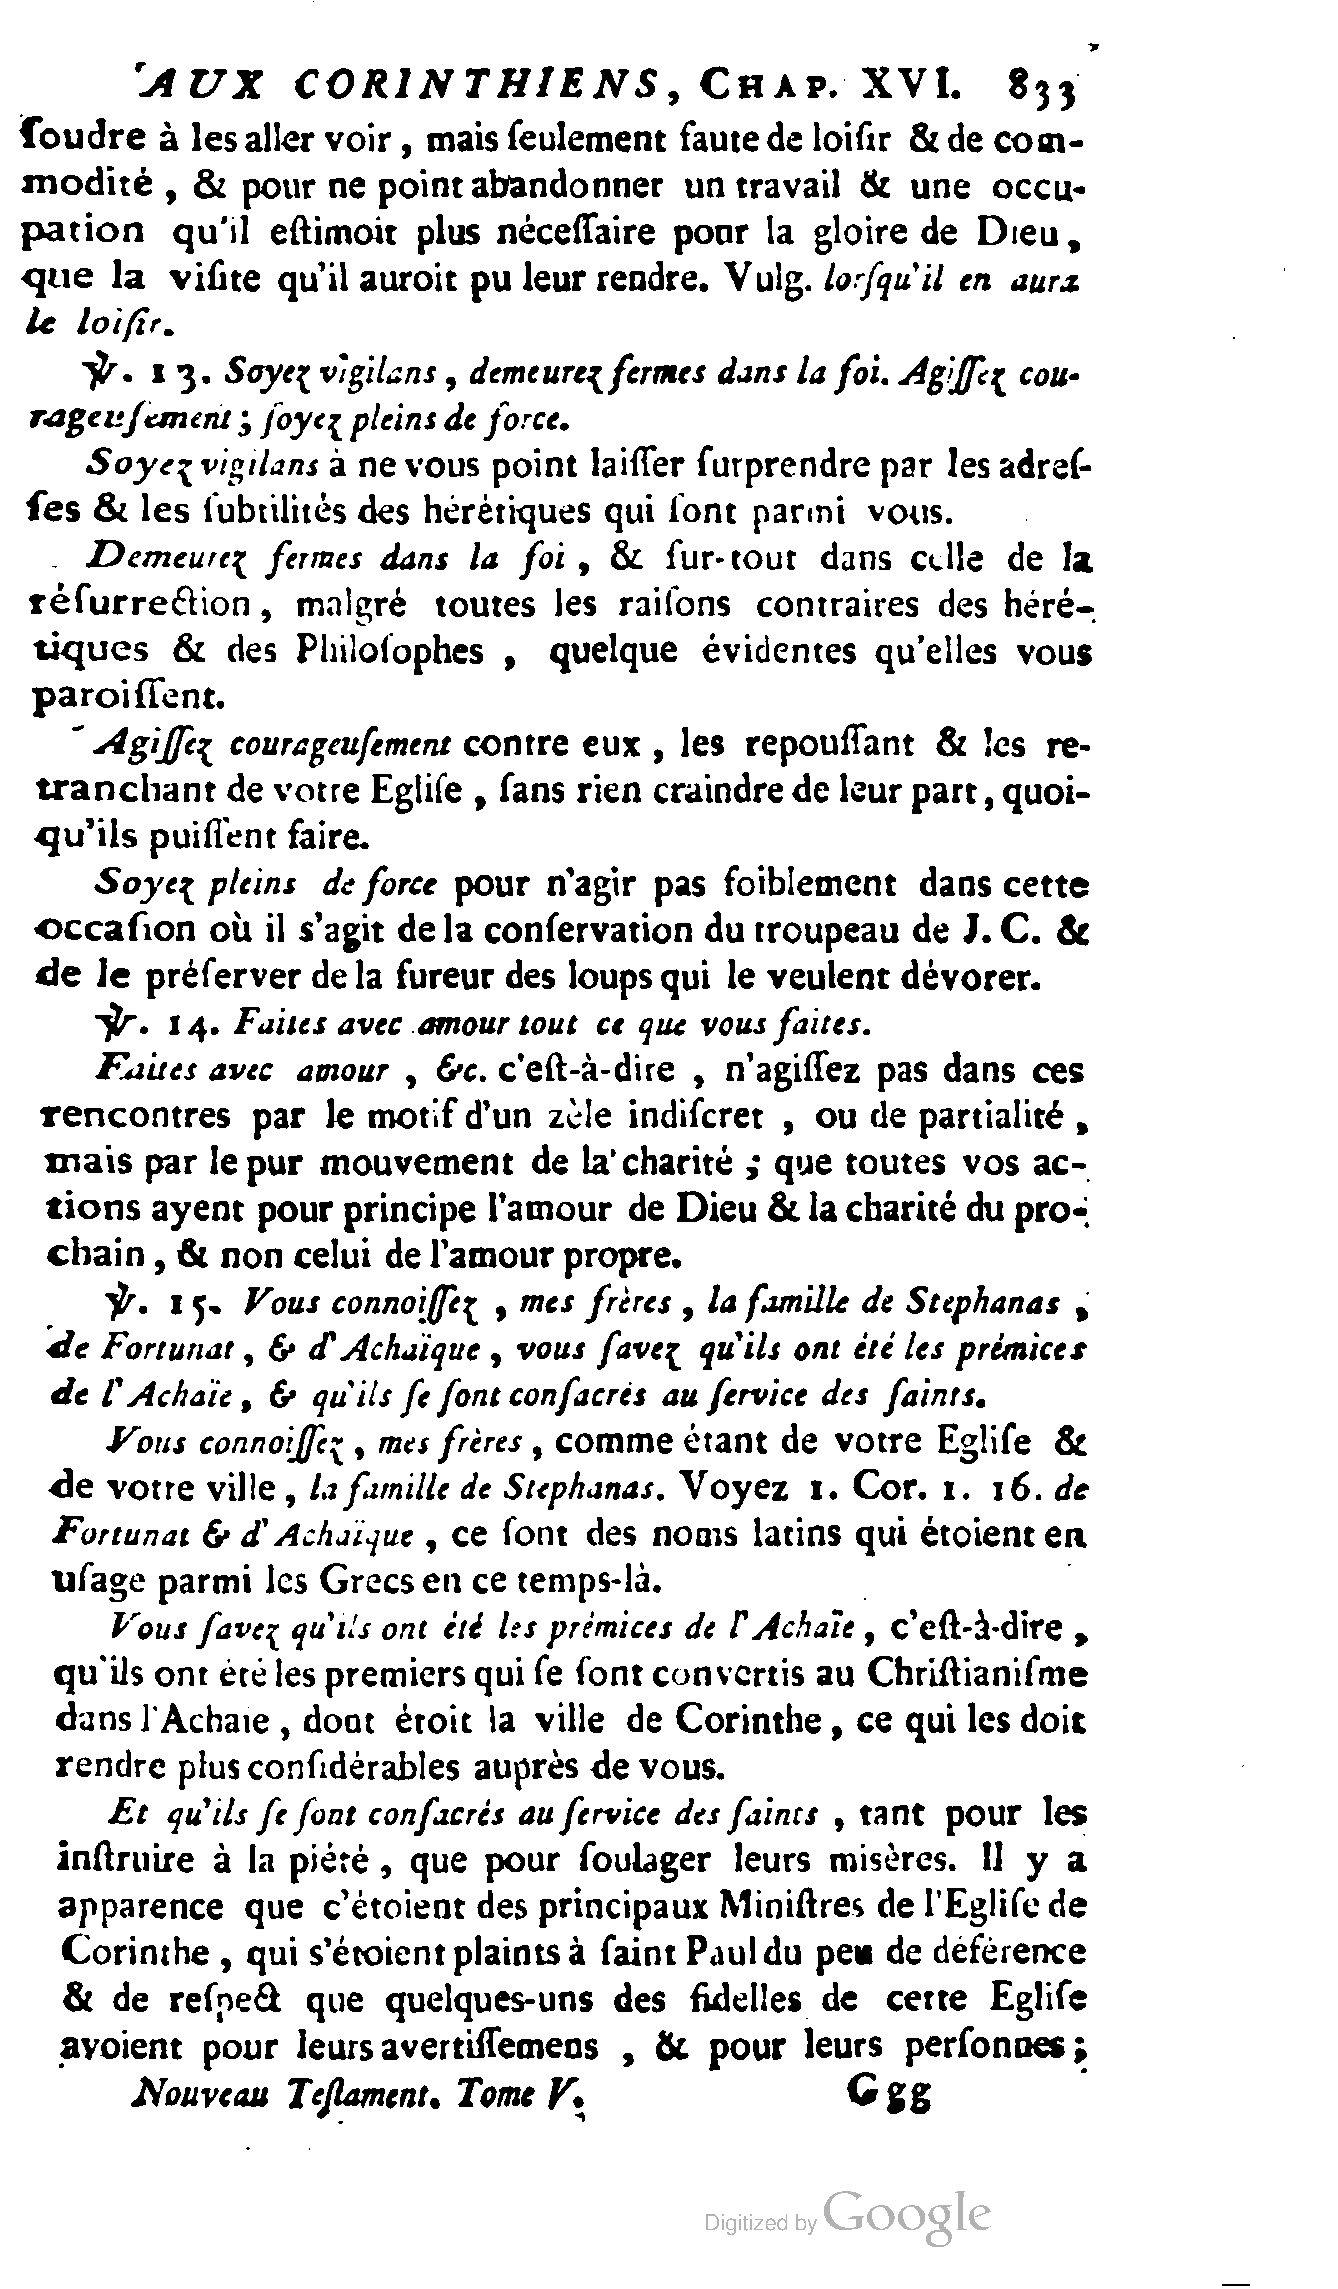 AUX CORINTHIENS, CHAP. XVI. 833
ſoudre à les aller voir, mais ſeulement faute de loiſir & de com-
modité, & pour ne point abandonner un travail & une occu-
pation qu'il eſtimoit plus néceſſaire pour la gloire de Dieu,
que la viſite qu'il auroit pu leur rendre. Vulg. lorſqu'il en aura
le loiſir.
℣. 13. Soyez vigilans, demeurez fermes dans la foi. Agiſſez cou-
rageuſement; ſoyez pleins de force.
Soyez vigilans à ne vous point laiſſer ſurprendre par les adreſ-
ſes & les ſubtilités des hérétiques qui ſont parmi vous.
Demeurez fermes dans la foi, & ſur-tout dans celle de la
réſurrection, malgré toutes les raiſons contraires des héré-
tiques & des Philoſophes, quelque évidentes qu'elles vous
paroiſſent.
Agiſſez courageuſement contre eux, les repouſſant & les re-
tranchant de votre Egliſe, ſans rien craindre de leur part, quoi-
qu'ils puiſſent faire.
Soyez pleins de force pour n'agir pas foiblement dans cette
occaſion où il s'agit de la conſervation du troupeau de J. C. &
de le préſerver de la fureur des loups qui le veulent dévorer.
℣. 14. Faites avec amour tout ce que vous faites.
Faites avec amour, &c. c'eſt-à-dire, n'agiſſez pas dans ces
rencontres par le motif d'un zèle indiſcret, ou de partialité,
mais par le pur mouvement de la charité; que toutes vos ac-
tions ayent pour principe l'amour de Dieu & la charité du pro-
chain, & non celui de l'amour propre.
℣. 15. Vous connoiſſez, mes frères, la famille de Stephanas,
de Fortunat, & d'Achaïque, vous ſavez qu'ils ont été les prémices
de l'Achaïe, & qu'ils ſe ſont conſacrés au ſervice des ſaints.
Vous connoiſſez, mes frères, comme étant de votre Egliſe &
de votre ville, la famille de Stephanas. Voyez 1. Cor. 1. 16. de
Fortunat & d'Achaïque, ce ſont des noms latins qui étoient en
uſage parmi les Grecs en ce temps-là.
Vous ſavez qu'ils ont été les prémices de l'Achaïe, c'eſt-à-dire,
qu'ils ont été les premiers qui ſe ſont convertis au Chriſtianiſme
dans l'Achaïe, dont étoit la ville de Corinthe, ce qui les doit
rendre plus conſidérables auprès de vous.
Et qu'ils ſe ſont conſacrés au ſervice des ſaints, tant pour les
inſtruire à la piété, que pour ſoulager leurs misères. Il y a
apparence que c'étoient des principaux Miniſtres de l'Egliſe de
Corinthe, qui s'étoient plaints à ſaint Paul du peu de déférence
& de reſpect que quelques-uns des fidelles de cette Egliſe
avoient pour leurs avertiſſemens, & pour leurs perſonnes;
Nouveau Teſtament. Tome V. Ggg
Digitized by Google